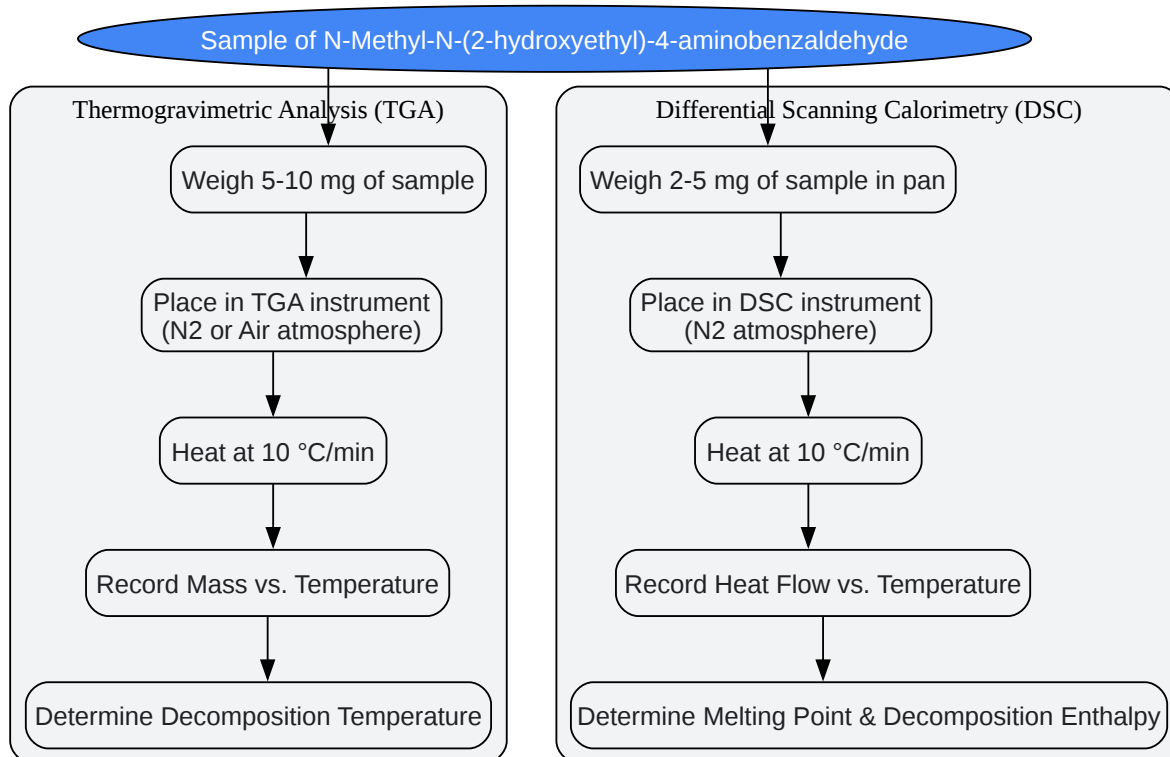 Sample of N-Methyl-N-(2-hydroxyethyl)-4-aminobenzaldehyde
Thermogravimetric Analysis (TGA)
Weigh 5-10 mg of sample
Place in TGA instrument
(N2 or Air atmosphere)
Heat at 10 °C/min
Record Mass vs. Temperature
Determine Decomposition Temperature
Differential Scanning Calorimetry (DSC)
Weigh 2-5 mg of sample in pan
Place in DSC instrument
(N2 atmosphere)
Heat at 10 °C/min
Record Heat Flow vs. Temperature
Determine Melting Point & Decomposition Enthalpy